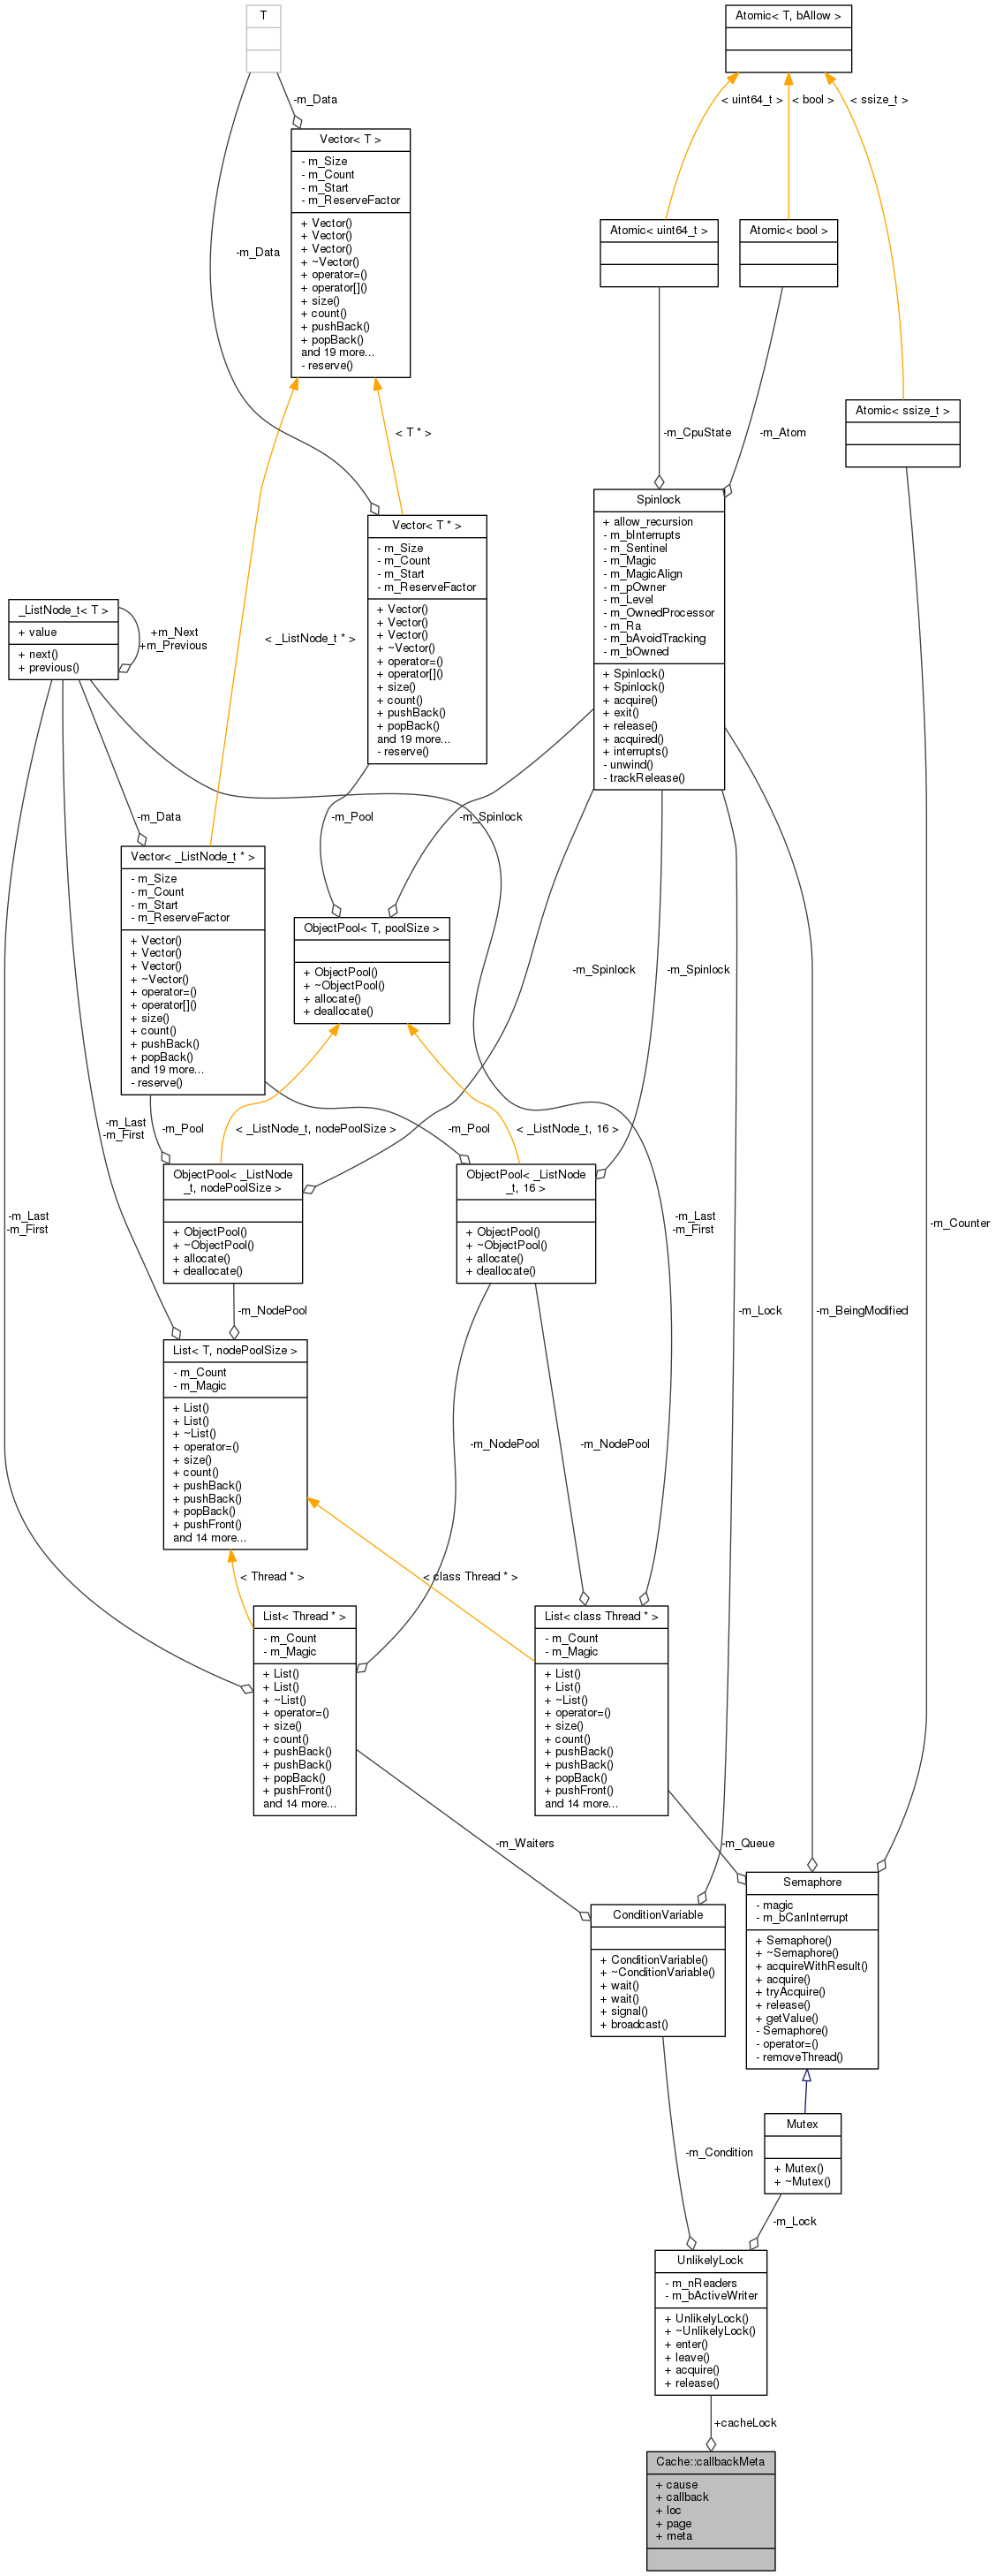 T
Atomic< T, bAllow >
-m_Data
< uint64_t >
< bool >
< ssize_t >
Vector< T >
- m_Size
- m_Count
- m_Start
- m_ReserveFactor
+ Vector()
+ Vector()
+ Vector()
+ ~Vector()
+ operator=()
+ operator[]()
+ size()
+ count()
+ pushBack()
+ popBack()
and 19 more...
- reserve()
Atomic< uint64_t >
Atomic< bool >
-m_Data
Atomic< ssize_t >
< T * >
-m_CpuState
-m_Atom
Spinlock
+ allow_recursion
- m_bInterrupts
- m_Sentinel
- m_Magic
- m_MagicAlign
- m_pOwner
- m_Level
- m_OwnedProcessor
- m_Ra
- m_bAvoidTracking
- m_bOwned
+ Spinlock()
+ Spinlock()
+ acquire()
+ exit()
+ release()
+ acquired()
+ interrupts()
- unwind()
- trackRelease()
Vector< T * >
- m_Size
- m_Count
- m_Start
- m_ReserveFactor
+ Vector()
+ Vector()
+ Vector()
+ ~Vector()
+ operator=()
+ operator[]()
+ size()
+ count()
+ pushBack()
+ popBack()
and 19 more...
- reserve()
_ListNode_t< T >
+ value
+ next()
+ previous()
+m_Next
+m_Previous
< _ListNode_t * >
-m_Data
-m_Pool
-m_Spinlock
Vector< _ListNode_t * >
- m_Size
- m_Count
- m_Start
- m_ReserveFactor
+ Vector()
+ Vector()
+ Vector()
+ ~Vector()
+ operator=()
+ operator[]()
+ size()
+ count()
+ pushBack()
+ popBack()
and 19 more...
- reserve()
ObjectPool< T, poolSize >
+ ObjectPool()
+ ~ObjectPool()
+ allocate()
+ deallocate()
-m_Spinlock
-m_Spinlock
-m_Last
-m_First
-m_Pool
< _ListNode_t, nodePoolSize >
-m_Pool
< _ListNode_t, 16 >
ObjectPool< _ListNode
_t, nodePoolSize >
+ ObjectPool()
+ ~ObjectPool()
+ allocate()
+ deallocate()
ObjectPool< _ListNode
_t, 16 >
+ ObjectPool()
+ ~ObjectPool()
+ allocate()
+ deallocate()
-m_Last
-m_First
-m_Last
-m_First
-m_Counter
-m_NodePool
-m_Lock
-m_BeingModified
List< T, nodePoolSize >
- m_Count
- m_Magic
+ List()
+ List()
+ ~List()
+ operator=()
+ size()
+ count()
+ pushBack()
+ pushBack()
+ popBack()
+ pushFront()
and 14 more...
-m_NodePool
-m_NodePool
< Thread * >
< class Thread * >
List< Thread * >
- m_Count
- m_Magic
+ List()
+ List()
+ ~List()
+ operator=()
+ size()
+ count()
+ pushBack()
+ pushBack()
+ popBack()
+ pushFront()
and 14 more...
List< class Thread * >
- m_Count
- m_Magic
+ List()
+ List()
+ ~List()
+ operator=()
+ size()
+ count()
+ pushBack()
+ pushBack()
+ popBack()
+ pushFront()
and 14 more...
-m_Waiters
-m_Queue
ConditionVariable
+ ConditionVariable()
+ ~ConditionVariable()
+ wait()
+ wait()
+ signal()
+ broadcast()
Semaphore
- magic
- m_bCanInterrupt
+ Semaphore()
+ ~Semaphore()
+ acquireWithResult()
+ acquire()
+ tryAcquire()
+ release()
+ getValue()
- Semaphore()
- operator=()
- removeThread()
Mutex
+ Mutex()
+ ~Mutex()
-m_Condition
-m_Lock
UnlikelyLock
- m_nReaders
- m_bActiveWriter
+ UnlikelyLock()
+ ~UnlikelyLock()
+ enter()
+ leave()
+ acquire()
+ release()
+cacheLock
Cache::callbackMeta
+ cause
+ callback
+ loc
+ page
+ meta